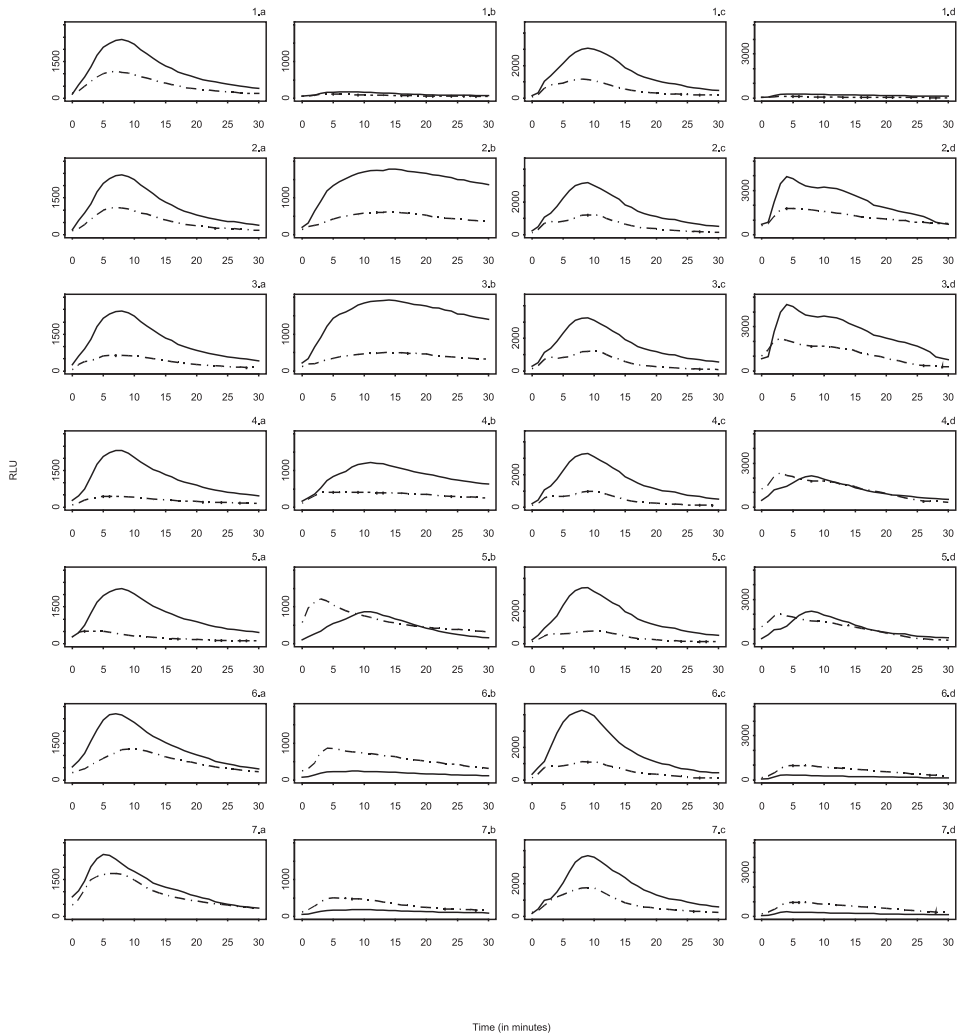 1.a 1.b 1.c 1.d
1500 0 1000 0 2000 0 3000 0
0 5 10 15 20 25 30 0 5 10 15 20 25 30 0 5 10 15 20 25 30 0 5 10 15 20 25 30
2.a 2.b 2.c 2.d
1500 0 1000 0 2000 0 3000 0
0 5 10 15 20 25 30 0 5 10 15 20 25 30 0 5 10 15 20 25 30 0 5 10 15 20 25 30
3.a 3.b 3.c 3.d
1500 0 1000 0 2000 0 3000 0
0 5 10 15 20 25 30 0 5 10 15 20 25 30 0 5 10 15 20 25 30 0 5 10 15 20 25 30
4.a 4.b 4.c 4.d
1500 0 1000 0 2000 0 3000 0
RLU
0 5 10 15 20 25 30 0 5 10 15 20 25 30 0 5 10 15 20 25 30 0 5 10 15 20 25 30
5.a 5.b 5.c 5.d
1500 0 1000 0 2000 0 3000 0
0 5 10 15 20 25 30 0 5 10 15 20 25 30 0 5 10 15 20 25 30 0 5 10 15 20 25 30
6.a 6.b 6.c 6.d
1500 0 1000 0 2000 0 3000 0
0 5 10 15 20 25 30 0 5 10 15 20 25 30 0 5 10 15 20 25 30 0 5 10 15 20 25 30
7.a 7.b 7.c 7.d
1500 0 1000 0 2000 0 3000 0
0 5 10 15 20 25 30 0 5 10 15 20 25 30 0 5 10 15 20 25 30 0 5 10 15 20 25 30
Time (in minutes)